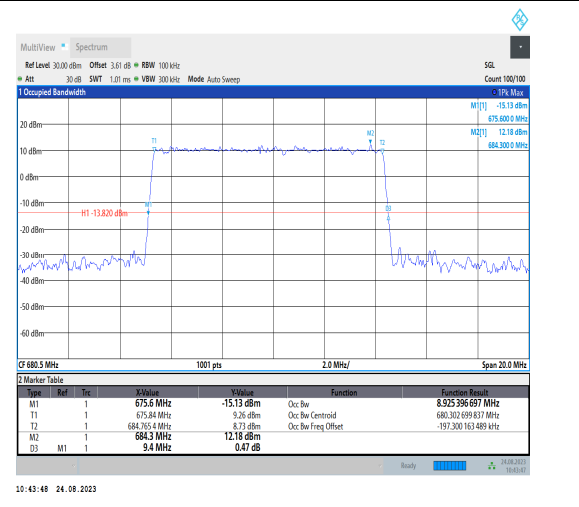 MultiView Spectrum
Ref Level 30.00 dBm Offset 3.61 dB RBW 100 kHz SGL
Att 30 dB SWT 1.01 ms VBW 300 kHz Mode Auto Sweep Count 100/100
1 Occupied Bandwidth 1Pk Max
M1[1] -15.13 dBm
675.600 0 MHz
M2[1] 12.18 dBm
684.300 0 MHz
20 dBm
T1 M2 T2
10 dBm
0 dBm
-10 dBm
M1 D3
H1 -13.820 dBm
-30 dBm
-40 dBm
-50 dBm
-60 dBm
CF 680.5 MHz 1001 pts 2.0 MHz/ Span 20.0 MHz
2 Marker Table
Type Ref Trc X-Value Y-Value Function Function Result
M1 1 675.6 MHz -15.13 dBm Occ Bw 8.925 396 697 MHz
T1 1 675.84 MHz 9.26 dBm Occ Bw Centroid 680.302 699 837 MHz
T2 1 684.765 4 MHz 8.73 dBm Occ Bw Freq Offset -197.300 163 489 kHz
M2 1 684.3 MHz 12.18 dBm
D3 M1 1 9.4 MHz 0.47 dB
Ready 24.08.2023
10:43:47
10:43:48 24.08.2023